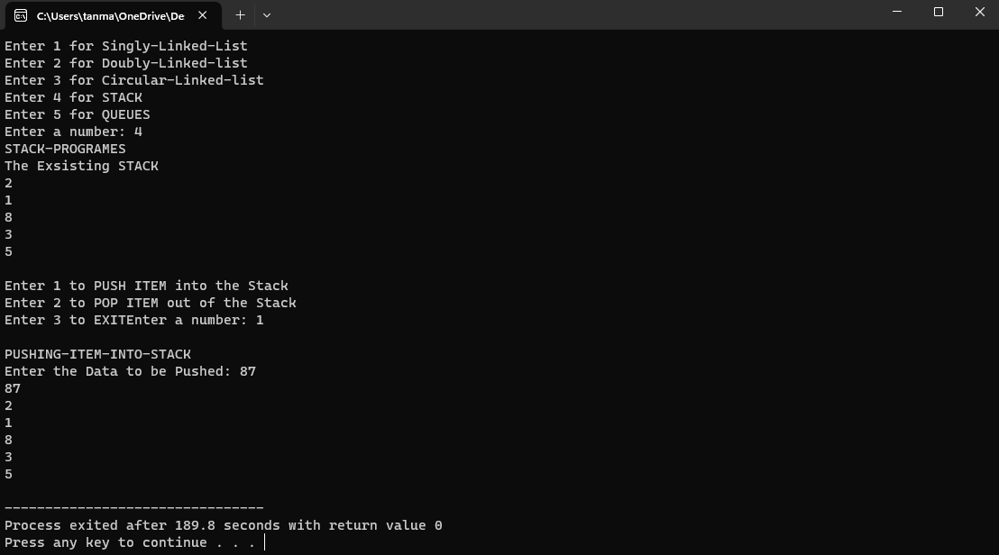 C:\Users\tanma\OneDrive\De
Enter 1 for Singly-Linked-List
Enter 2 for Doubly-Linked-list
Enter 3 for Circular-Linked-list
Enter 4 for STACK
Enter 5 for QUEUES
Enter a number: 4
STACK-PROGRAMES
The Exsisting STACK
2
1
8
3
5
Enter 1 to PUSH ITEM into the Stack
Enter 2 to POP ITEM out of the Stack
Enter 3 to EXITEnter a number: 1
PUSHING-ITEM-INTO-STACK
Enter the Data to be Pushed: 87
87
2
1
8
3
5
--------------------------------
Process exited after 189.8 seconds with return value 0
Press any key to continue . . .